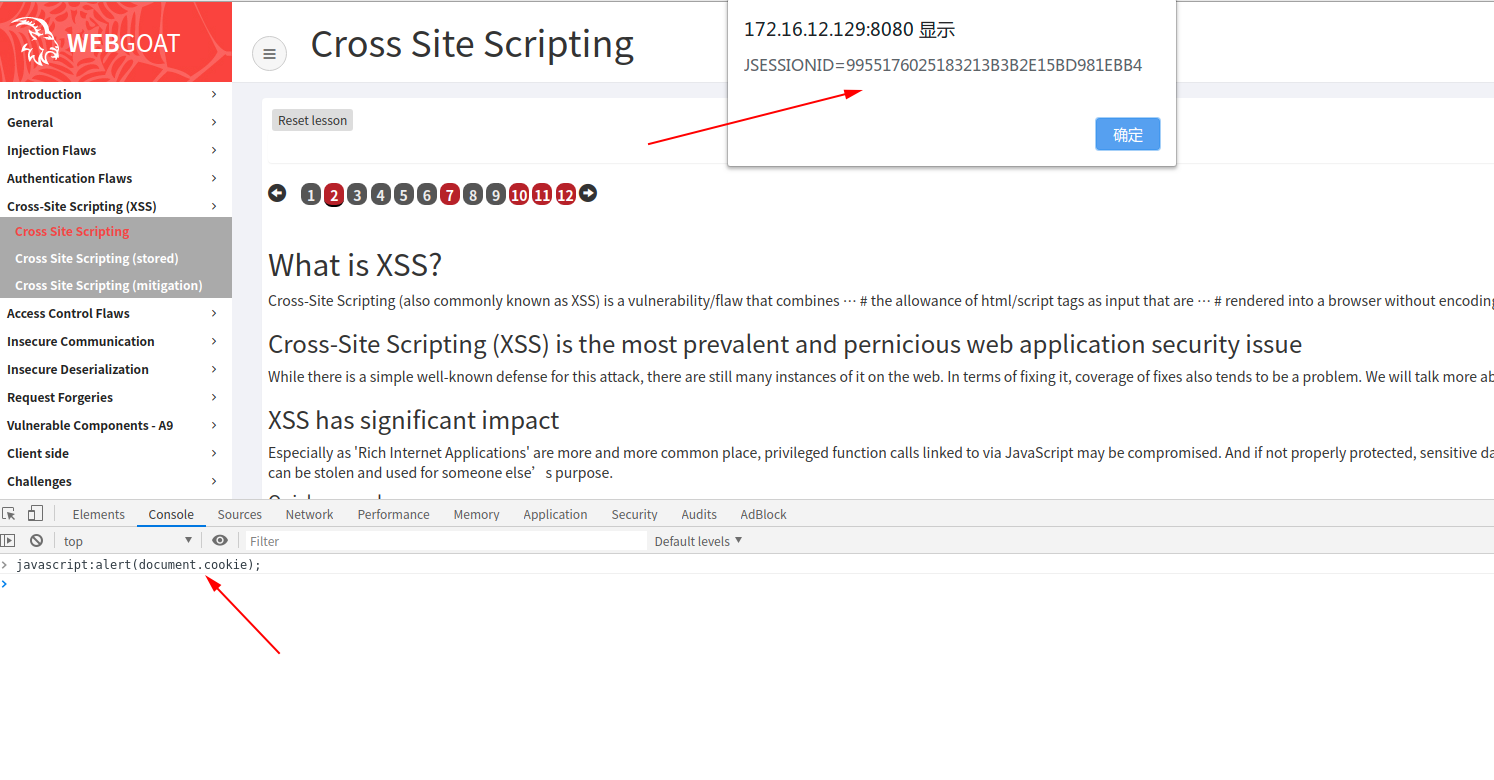 WEBGOAT
Cross Site Scripting
172.16.12.129:8080 显示
JSESSIONID=9955176025183213B3B2E15BD981EBB4
确定
Introduction
General
Injection Flaws
Authentication Flaws
Cross-Site Scripting (XSS)
Cross Site Scripting
Cross Site Scripting (stored)
Cross Site Scripting (mitigation)
Access Control Flaws
Insecure Communication
Insecure Deserialization
Request Forgeries
Vulnerable Components - A9
Client side
Challenges
Reset lesson
1 2 3 4 5 6 7 8 9 10 11 12
What is XSS?
Cross-Site Scripting (also commonly known as XSS) is a vulnerability/flaw that combines … # the allowance of html/script tags as input that are … # rendered into a browser without encoding
Cross-Site Scripting (XSS) is the most prevalent and pernicious web application security issue
While there is a simple well-known defense for this attack, there are still many instances of it on the web. In terms of fixing it, coverage of fixes also tends to be a problem. We will talk more ab
XSS has significant impact
Especially as 'Rich Internet Applications' are more and more common place, privileged function calls linked to via JavaScript may be compromised. And if not properly protected, sensitive da
can be stolen and used for someone else’s purpose.
Elements Console Sources Network Performance Memory Application Security Audits AdBlock
top Filter Default levels
javascript:alert(document.cookie);